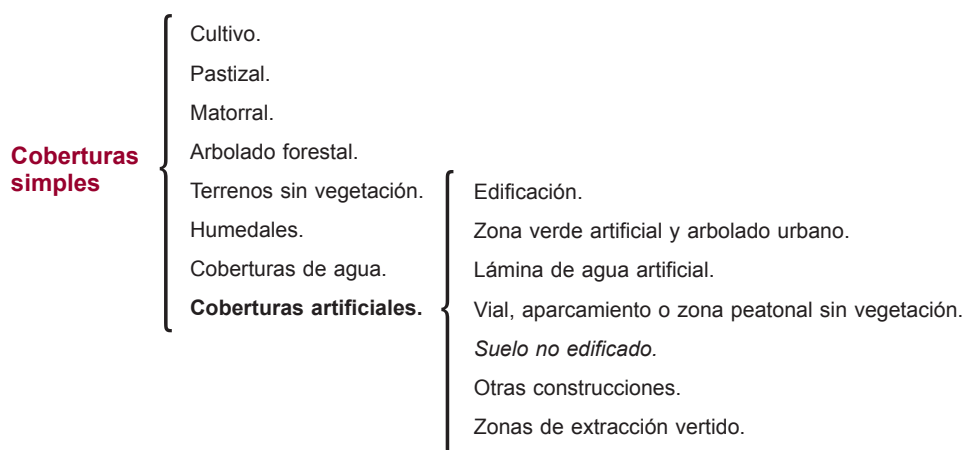 Coberturas
simples
Cultivo.
Pastizal.
Matorral.
Arbolado forestal.
Terrenos sin vegetación.
Humedales.
Coberturas de agua.
Coberturas artificiales.
Edificación.
Zona verde artificial y arbolado urbano.
Lámina de agua artificial.
Vial, aparcamiento o zona peatonal sin vegetación.
Suelo no edificado.
Otras construcciones.
Zonas de extracción vertido.